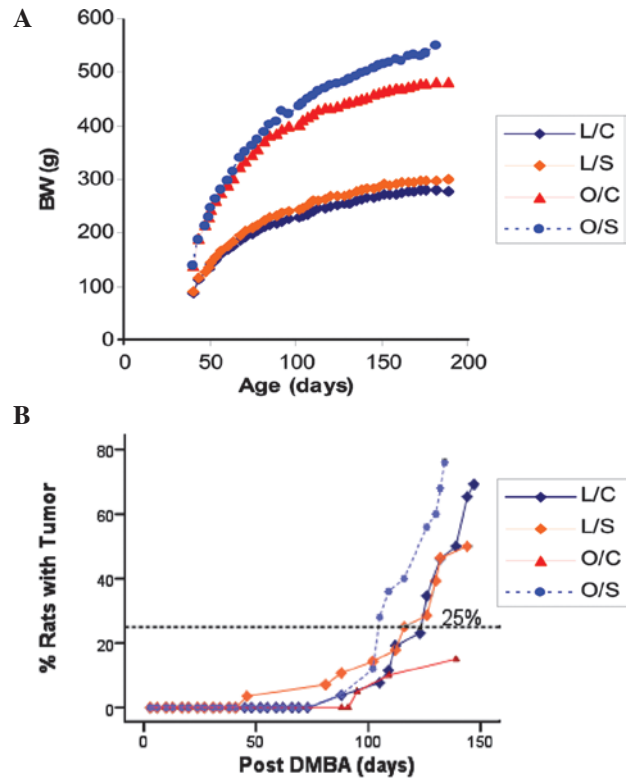 A
600
500
400
300
200
100
0
BW (g)
0 50 100 150 200
Age (days)
L/C
L/S
O/C
O/S
B
80
60
40
20
0
% Rats with Tumor
25%
0 50 100 150
Post DMBA (days)
L/C
L/S
O/C
O/S